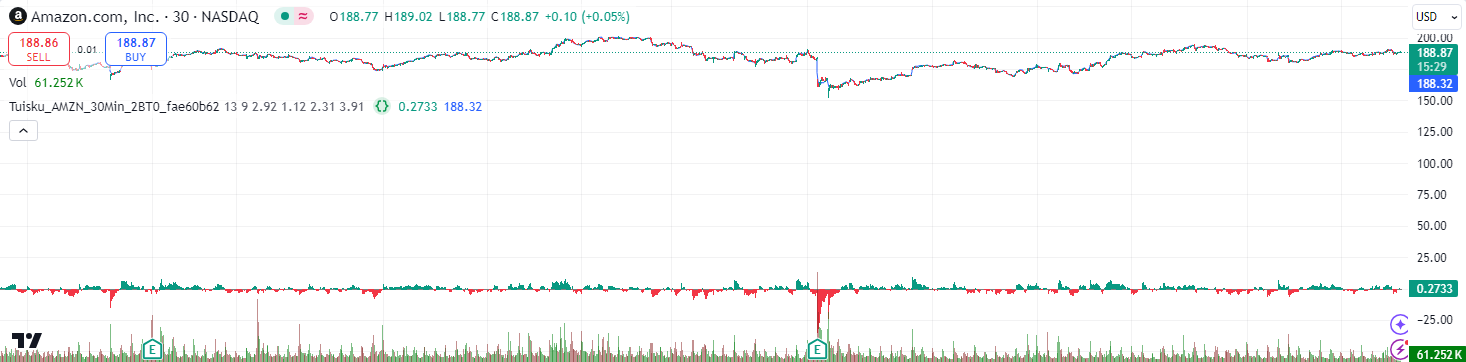 a Amazon.com, Inc. · 30 · NASDAQ ≈ O188.77 H189.02 L188.77 C188.87 +0.10 (+0.05%) USD
188.86 SELL 0.01 188.87 BUY
200.00
188.87
15:29
Vol 61.252 K
188.32
Tuisku_AMZN_30Min_2BT0_fae60b62 13 9 2.92 1.12 2.31 3.91 {} 0.2733 188.32
150.00
125.00
100.00
75.00
50.00
25.00
0.2733
−25.00
E
E
61.252 K